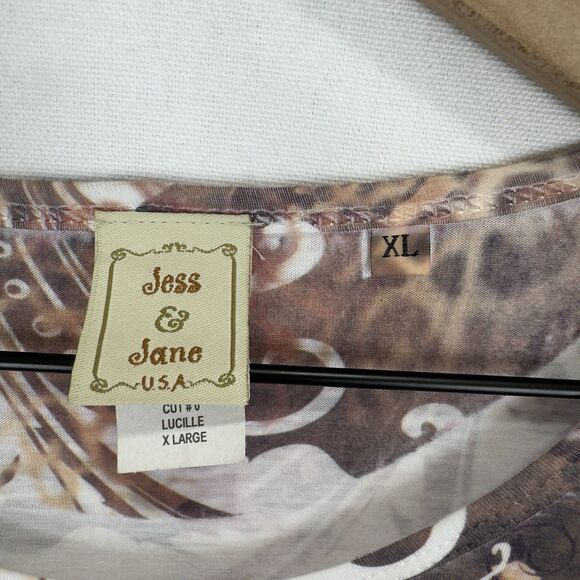 Jess
&
Jane
U.S.A.
CUT # 0
LUCILLE
X LARGE
XL